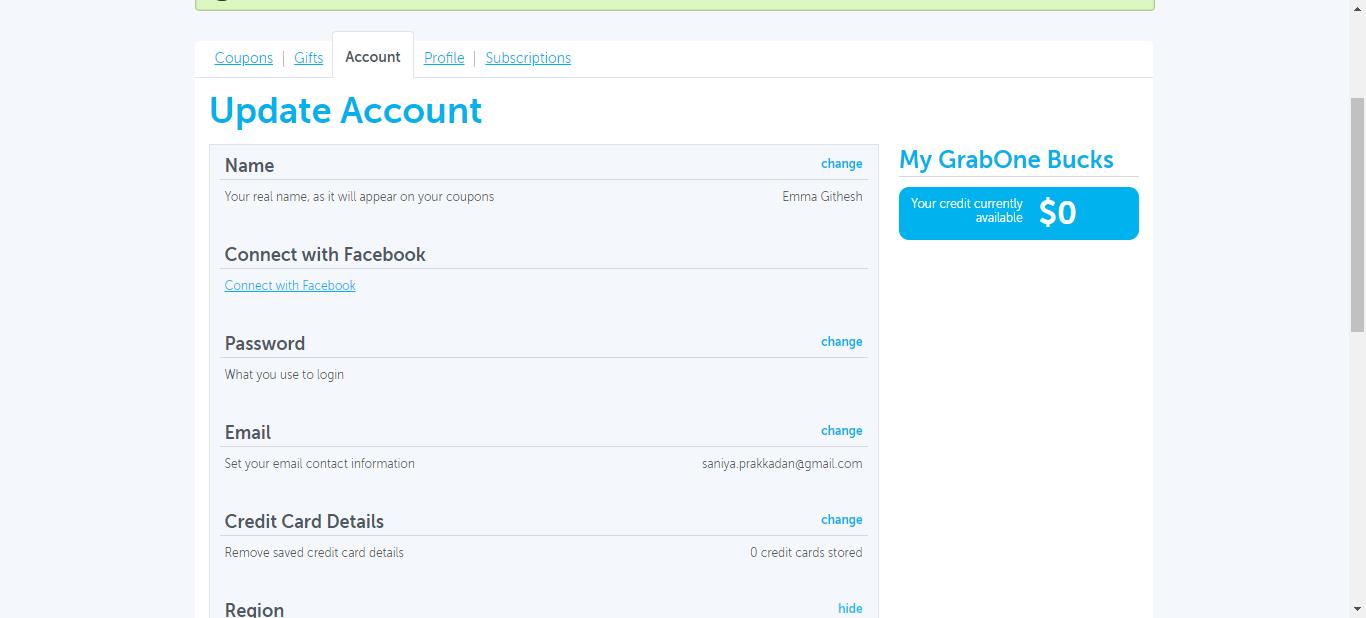 Coupons | Gifts Account Profile | Subscriptions
Update Account
Name change
Your real name, as it will appear on your coupons Emma Githesh
Connect with Facebook
Connect with Facebook
Password change
What you use to login
Email change
Set your email contact information saniya.prakkadan@gmail.com
Credit Card Details change
Remove saved credit card details 0 credit cards stored
Region hide
My GrabOne Bucks
Your credit currently
available $0